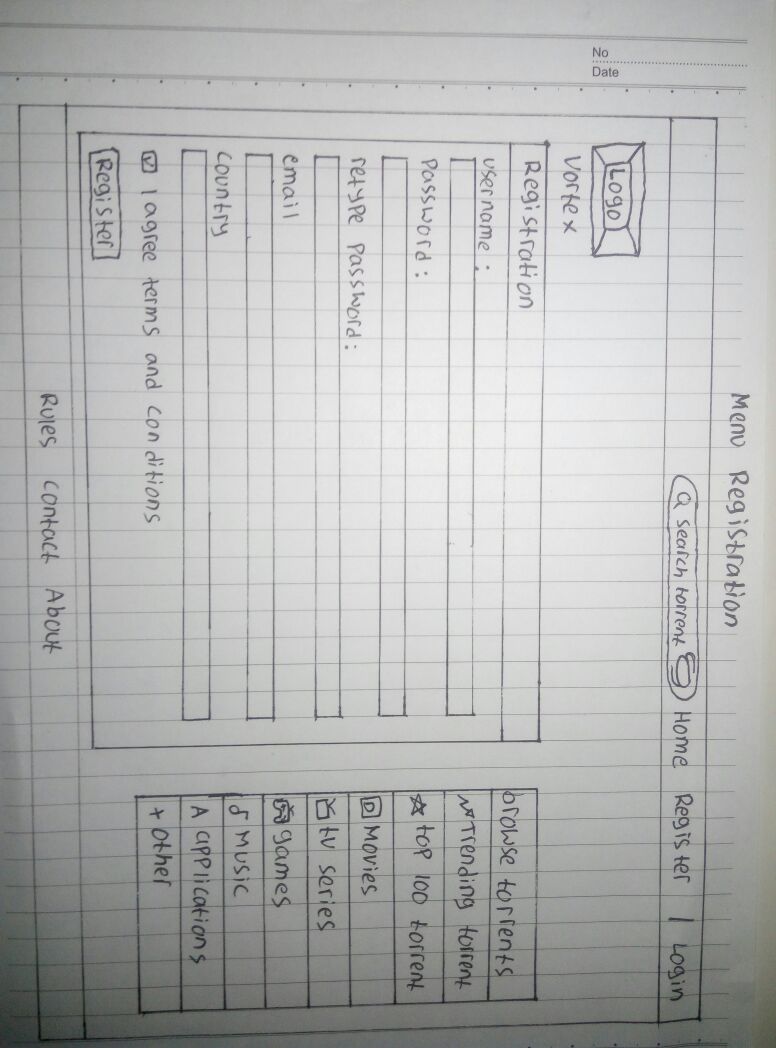 No
Date
Menu Registration
Q search torrent Home Register | Login
Logo
Vortex
Registration
username :
Password :
retype Password :
email
Country
I agree terms and conditions
Register
browse torrents
Trending torrent
top 100 torrent
D Movies
tv series
games
Music
A applications
+ other
Rules Contact About